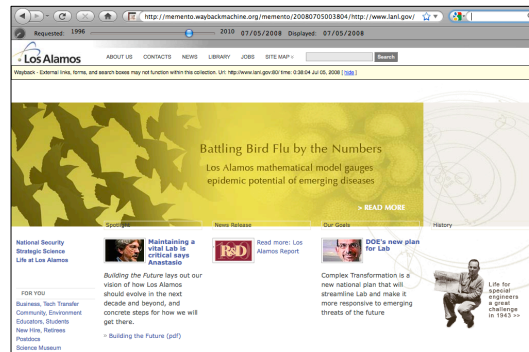 http://memento.waybackmachine.org/memento/20080705003804/http://www.lanl.gov/
Requested: 1996 2010 07/05/2008 Displayed: 07/05/2008
Los Alamos
ABOUT US CONTACTS NEWS LIBRARY JOBS SITE MAP Search
Wayback - External links, forms, and search boxes may not function within this collection. Url: http://www.lanl.gov:80/ time: 0:38:04 Jul 05, 2008 [ hide ]
Battling Bird Flu by the Numbers
Los Alamos mathematical model gauges
epidemic potential of emerging diseases
> READ MORE
Spotlight News Release Our Goals History
National Security
Strategic Science
Life at Los Alamos
FOR YOU
Business, Tech Transfer
Community, Environment
Educators, Students
New Hire, Retirees
Postdocs
Science Museum
Maintaining a
vital Lab is
critical says
Anastasio
Building the Future lays out our
vision of how Los Alamos
should evolve in the next
decade and beyond, and
concrete steps for how we will
get there.
» Building the Future (pdf)
R&D
Read more: Los
Alamos Report
DOE's new plan
for Lab
Complex Transformation is a
new national plan that will
streamline Lab and make it
more responsive to emerging
threats of the future
Life for
special
engineers
a great
challenge
in 1943 >>